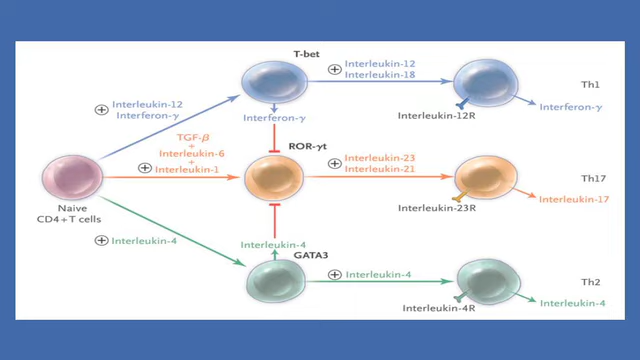 T-bet
Interleukin-12
Interleukin-18
Th1
Interleukin-12
Interferon-γ
Interferon-γ
Interferon-γ
Interleukin-12R
TGF-β
+
Interleukin-6
+
Interleukin-1
ROR-γt
Interleukin-23
Interleukin-21
Th17
Interleukin-17
Interleukin-23R
Naive
CD4+T cells
Interleukin-4
Interleukin-4
GATA3
Interleukin-4
Th2
Interleukin-4
Interleukin-4R